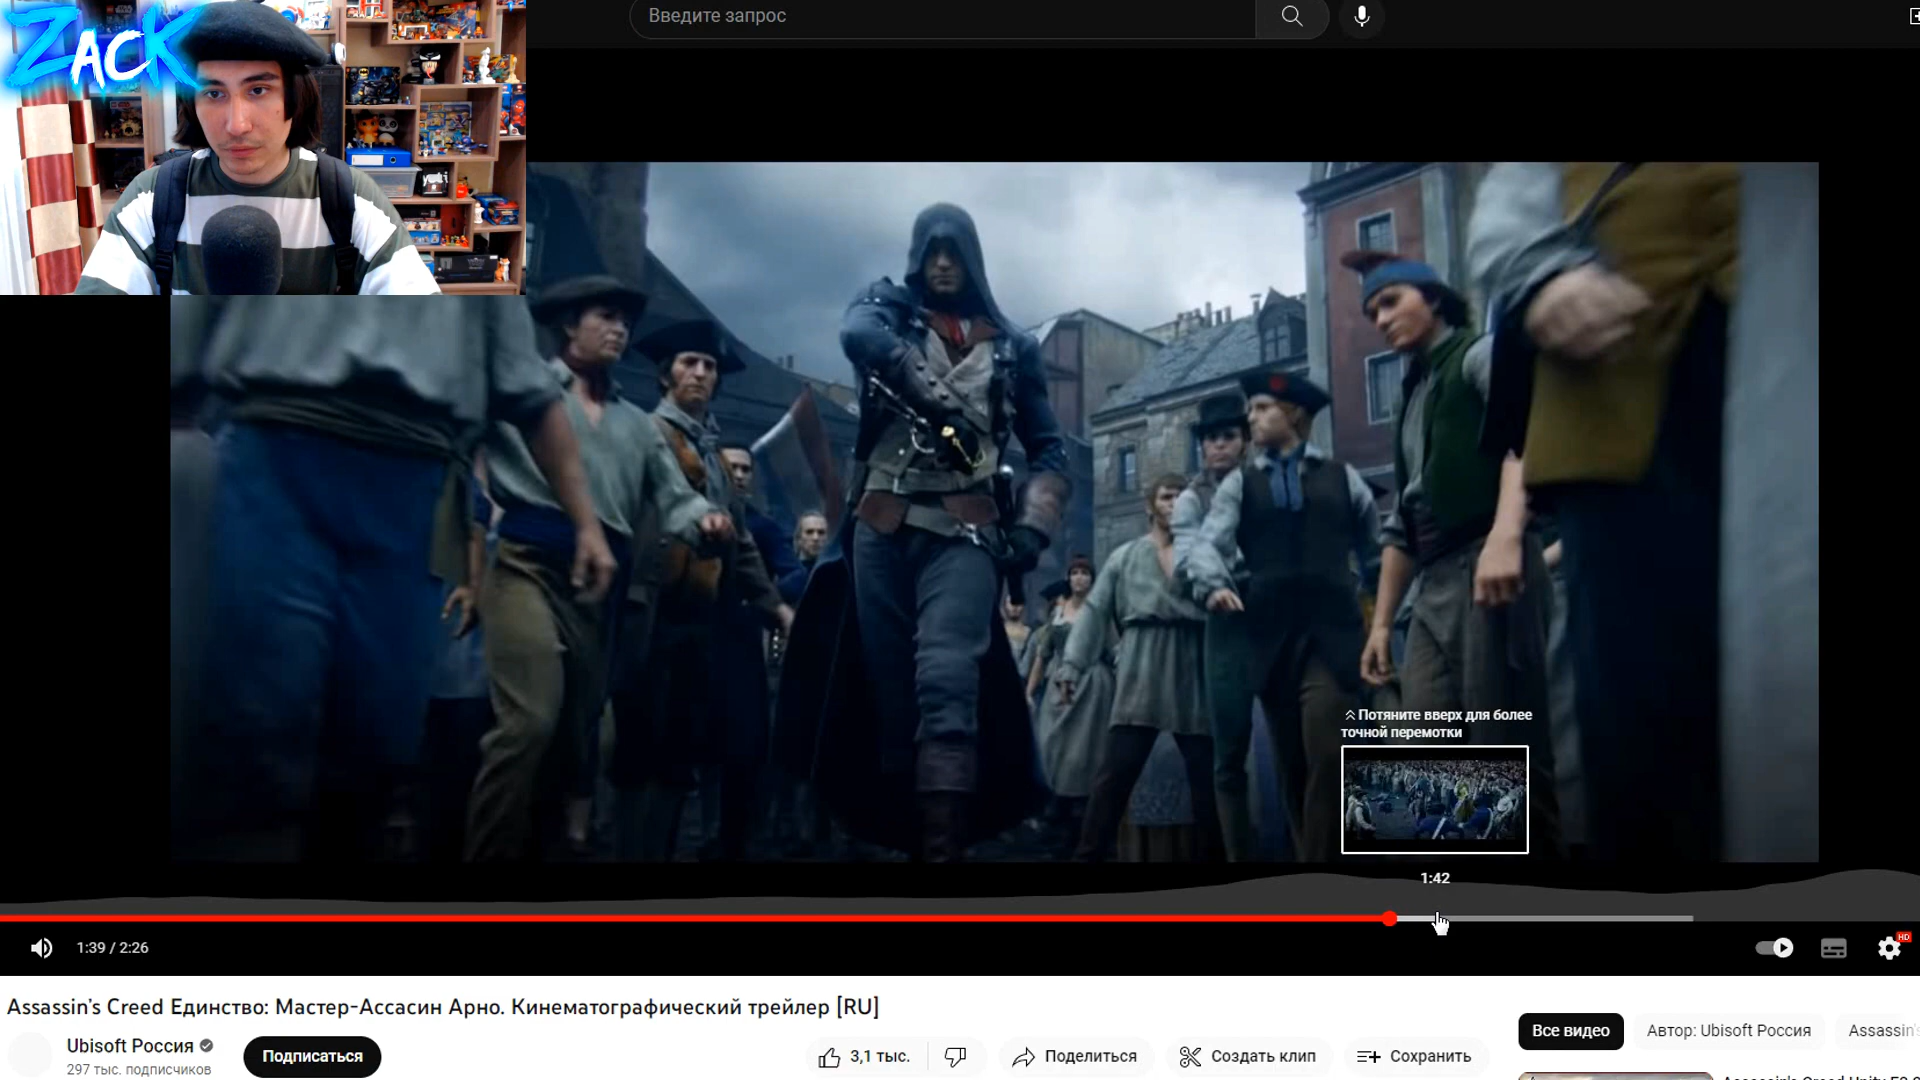 ZACK
Введите запрос
Потяните вверх для более
точной перемотки
1:42
1:39 / 2:26
HD
Assassin's Creed Единство: Мастер-Ассасин Арно. Кинематографический трейлер [RU]
Ubisoft Россия
297 тыс. подписчиков
Подписаться
3,1 тыс.
Поделиться
Создать клип
Сохранить
Все видео
Автор: Ubisoft Россия
Assassin's